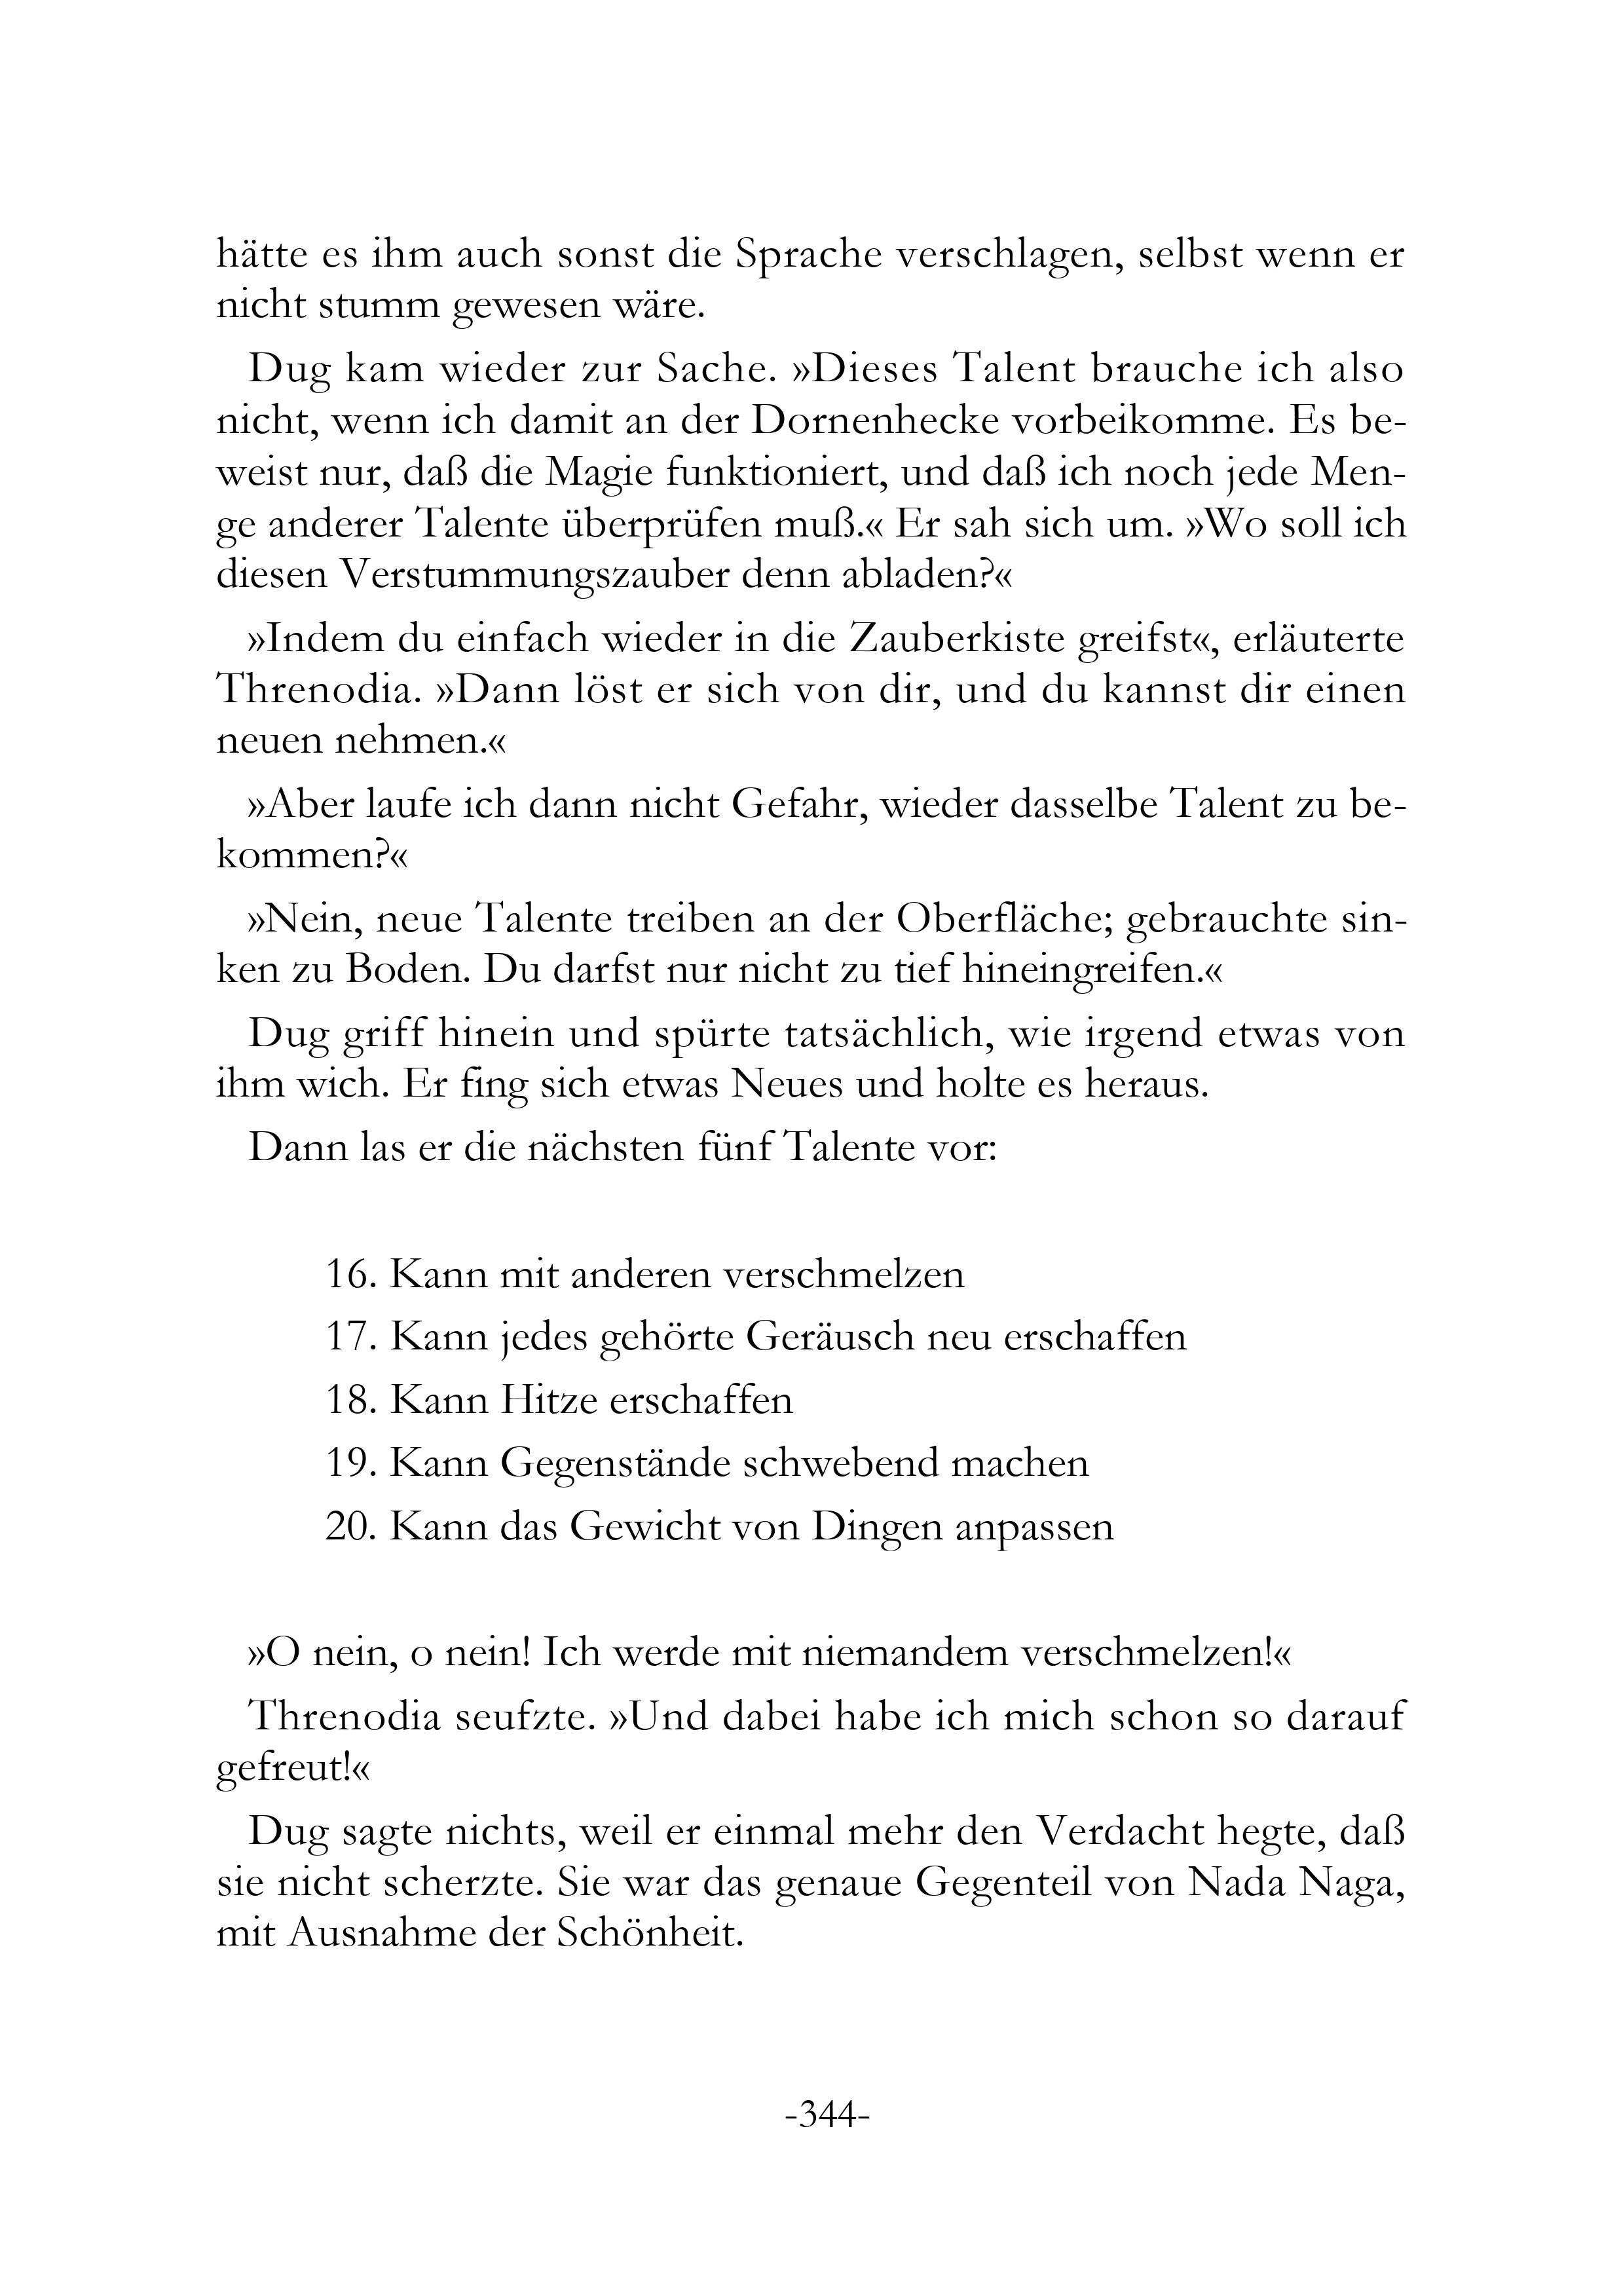 hätte es ihm auch sonst die Sprache verschlagen, selbst wenn er
nicht stumm gewesen wäre.
Dug kam wieder zur Sache. »Dieses Talent brauche ich also
nicht, wenn ich damit an der Dornenhecke vorbeikomme. Es be-
weist nur, daß die Magie funktioniert, und daß ich noch jede Men-
ge anderer Talente überprüfen muß.« Er sah sich um. »Wo soll ich
diesen Verstummungszauber denn abladen?«
»Indem du einfach wieder in die Zauberkiste greifst«, erläuterte
Threnodia. »Dann löst er sich von dir, und du kannst dir einen
neuen nehmen.«
»Aber laufe ich dann nicht Gefahr, wieder dasselbe Talent zu be-
kommen?«
»Nein, neue Talente treiben an der Oberfläche; gebrauchte sin-
ken zu Boden. Du darfst nur nicht zu tief hineingreifen.«
Dug griff hinein und spürte tatsächlich, wie irgend etwas von
ihm wich. Er fing sich etwas Neues und holte es heraus.
Dann las er die nächsten fünf Talente vor:
16. Kann mit anderen verschmelzen
17. Kann jedes gehörte Geräusch neu erschaffen
18. Kann Hitze erschaffen
19. Kann Gegenstände schwebend machen
20. Kann das Gewicht von Dingen anpassen
»O nein, o nein! Ich werde mit niemandem verschmelzen!«
Threnodia seufzte. »Und dabei habe ich mich schon so darauf
gefreut!«
Dug sagte nichts, weil er einmal mehr den Verdacht hegte, daß
sie nicht scherzte. Sie war das genaue Gegenteil von Nada Naga,
mit Ausnahme der Schönheit.
-344-